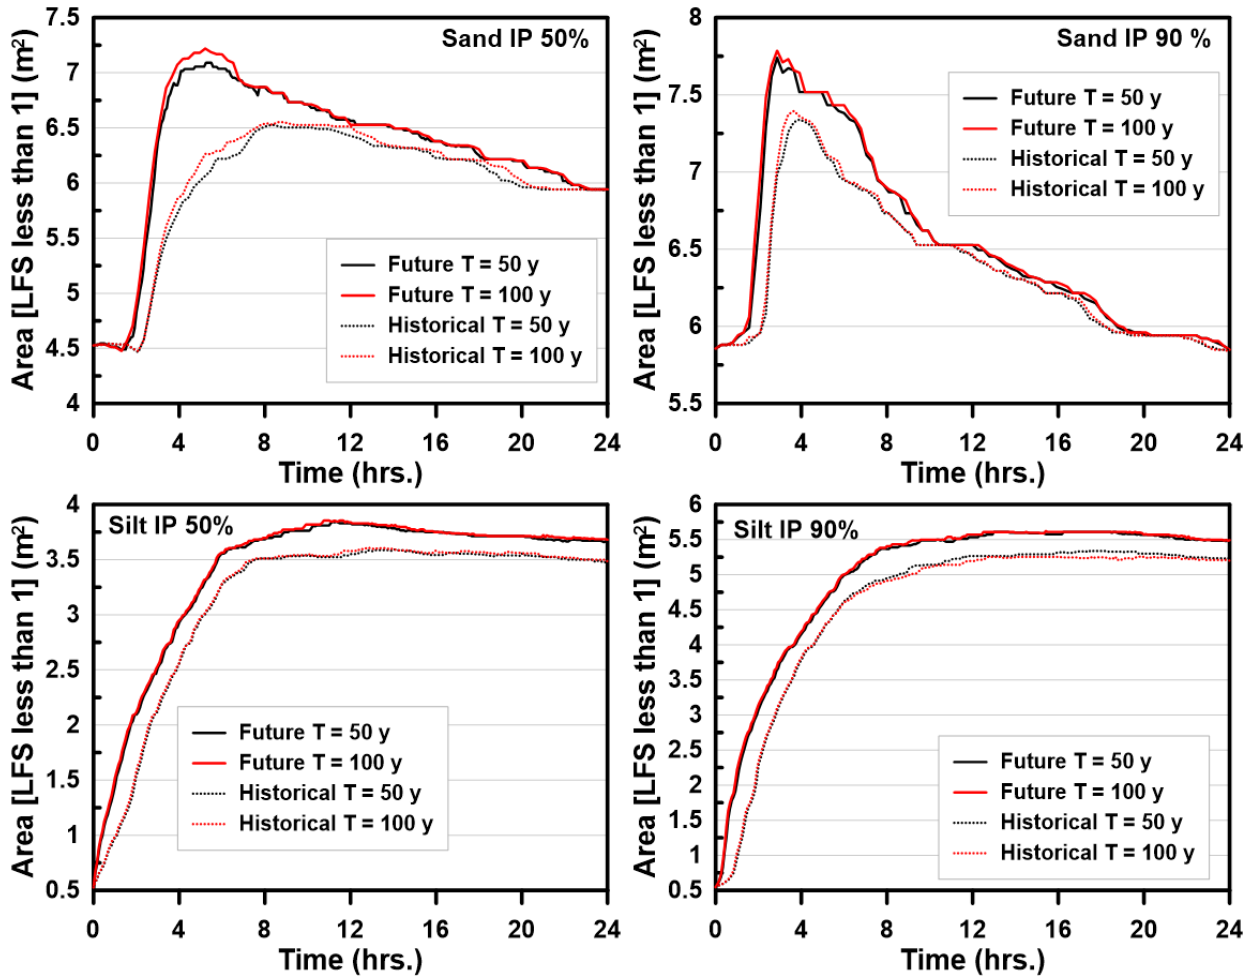 Sand IP 50%
Area [LFS less than 1] (m²)
7.5
7
6.5
6
5.5
5
4.5
4
Future T = 50 y
Future T = 100 y
Historical T = 50 y
Historical T = 100 y
0 4 8 12 16 20 24
Time (hrs.)
Sand IP 90 %
Area [LFS less than 1] (m²)
8
7.5
7
6.5
6
5.5
Future T = 50 y
Future T = 100 y
Historical T = 50 y
Historical T = 100 y
0 4 8 12 16 20 24
Time (hrs.)
Silt IP 50%
Area [LFS less than 1] (m²)
4
3.5
3
2.5
2
1.5
1
0.5
Future T = 50 y
Future T = 100 y
Historical T = 50 y
Historical T = 100 y
0 4 8 12 16 20 24
Time (hrs.)
Silt IP 90%
Area [LFS less than 1] (m²)
6
5.5
5
4.5
4
3.5
3
2.5
2
1.5
1
0.5
Future T = 50 y
Future T = 100 y
Historical T = 50 y
Historical T = 100 y
0 4 8 12 16 20 24
Time (hrs.)